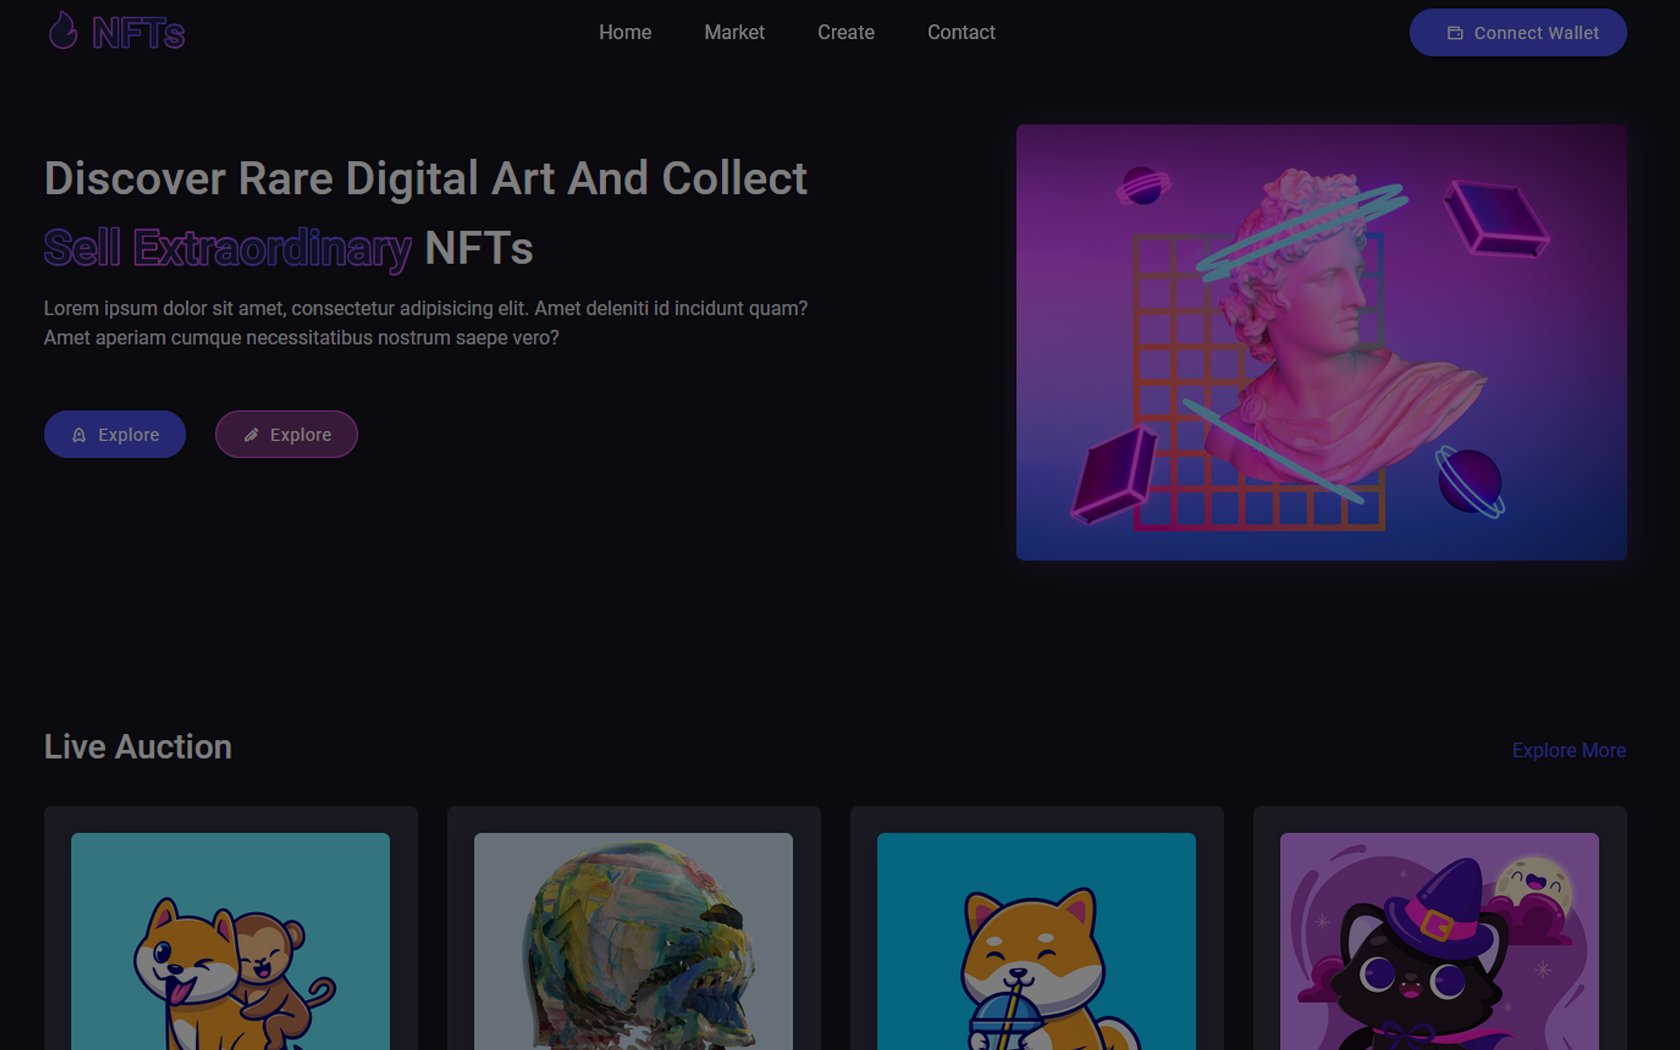 NFTs
Home
Market
Create
Contact
Connect Wallet
Discover Rare Digital Art And Collect
Sell Extraordinary NFTs
Lorem ipsum dolor sit amet, consectetur adipisicing elit. Amet deleniti id incidunt quam?
Amet aperiam cumque necessitatibus nostrum saepe vero?
Explore
Explore
Live Auction
Explore More